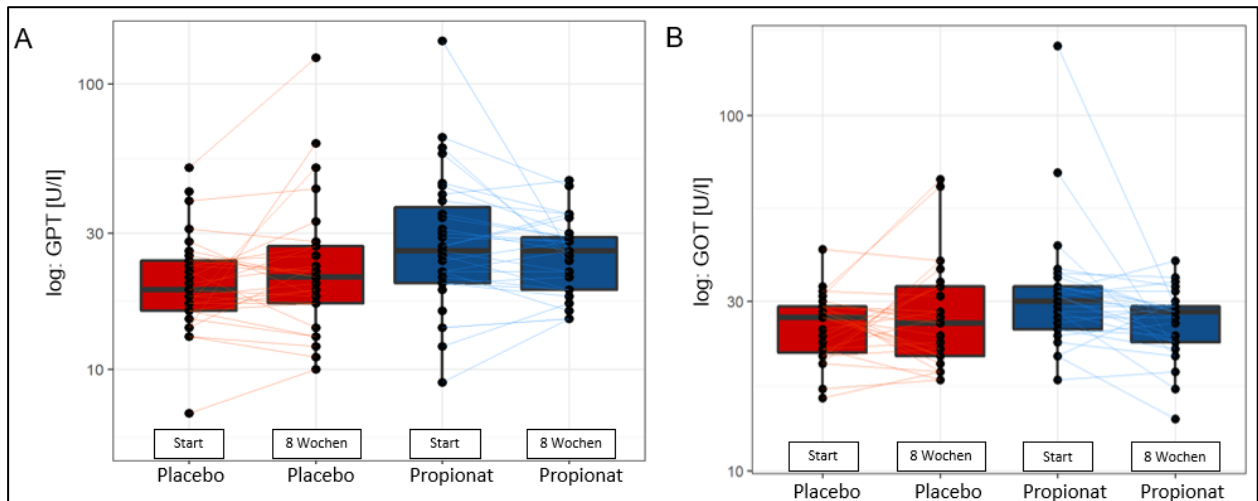 A
log: GPT [U/l]
100
30
10
Start
8 Wochen
Start
8 Wochen
Placebo
Placebo
Propionat
Propionat
B
log: GOT [U/l]
100
30
10
Start
8 Wochen
Start
8 Wochen
Placebo
Placebo
Propionat
Propionat